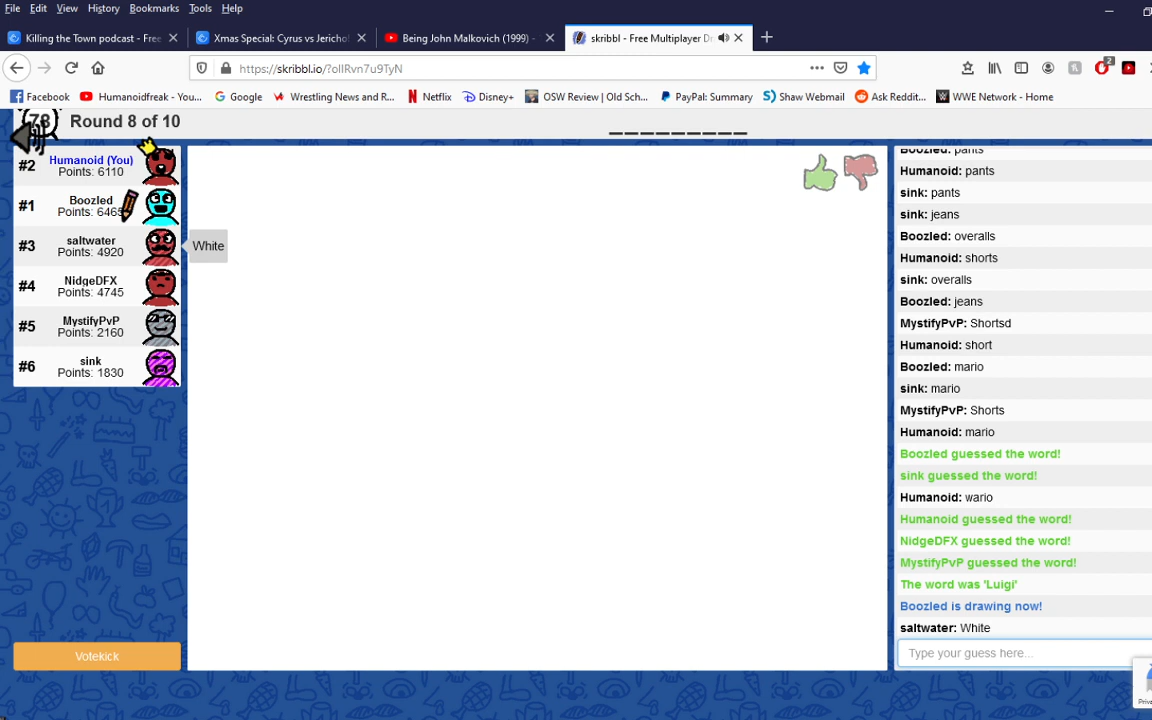 File Edit View History Bookmarks Tools Help
Killing the Town podcast - Free
Xmas Special: Cyrus vs Jericho!
Being John Malkovich (1999) -
skribbl - Free Multiplayer Dr
https://skribbl.io/?olIRvn7u9TyN
2
Facebook Humanoidfreak - You... Google Wrestling News and R... Netflix Disney+ OSW Review | Old Sch... PayPal: Summary Shaw Webmail Ask Reddit... WWE Network - Home
78 Round 8 of 10
_________
#2 Humanoid (You)
Points: 6110
#1 Boozled
Points: 6465
#3 saltwater
Points: 4920
White
#4 NidgeDFX
Points: 4745
#5 MystifyPvP
Points: 2160
#6 sink
Points: 1830
Votekick
Boozled: pants
Humanoid: pants
sink: pants
sink: jeans
Boozled: overalls
Humanoid: shorts
sink: overalls
Boozled: jeans
MystifyPvP: Shortsd
Humanoid: short
Boozled: mario
sink: mario
MystifyPvP: Shorts
Humanoid: mario
Boozled guessed the word!
sink guessed the word!
Humanoid: wario
Humanoid guessed the word!
NidgeDFX guessed the word!
MystifyPvP guessed the word!
The word was 'Luigi'
Boozled is drawing now!
saltwater: White
Type your guess here...